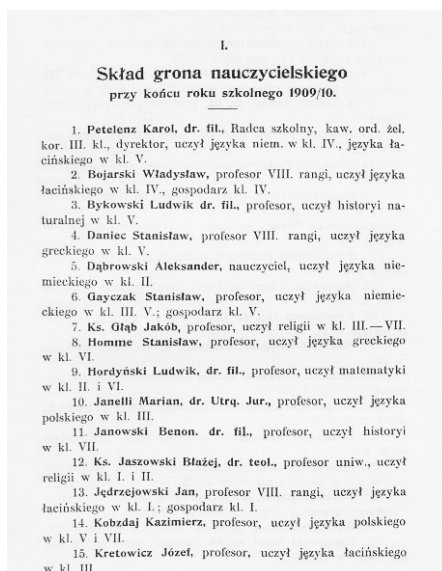 I.
Skład grona nauczycielskiego
przy końcu roku szkolnego 1909/10.
1. Petelenz Karol, dr. fil., Radca szkolny, kaw. ord. żel.
kor. III. kl., dyrektor, uczył języka niem. w kl. IV., języka ła-
cińskiego w kl. V.
2. Bojarski Władysław, profesor VIII. rangi, uczył języka
łacińskiego w kl. IV., gospodarz kl. IV.
3. Bykowski Ludwik dr. fil., profesor, uczył historyi na-
turalnej w kl. V.
4. Daniec Stanisław, profesor VIII. rangi, uczył języka
greckiego w kl. V.
5. Dąbrowski Aleksander, nauczyciel, uczył języka nie-
mieckiego w kl. II.
6. Gayczak Stanisław, profesor, uczył języka niemie-
ckiego w kl. III. V.; gospodarz kl. V.
7. Ks. Głąb Jakób, profesor, uczył religii w kl. III.—VII.
8. Homme Stanisław, profesor, uczył języka greckiego
w kl. VI.
9. Hordyński Ludwik, dr. fil., profesor, uczył matematyki
w kl. II. i VI.
10. Janelli Marian, dr. Utrq. Jur., profesor, uczył języka
polskiego w kl. III.
11. Janowski Benon. dr. fil., profesor, uczył historyi
w kl. VII.
12. Ks. Jaszowski Błażej, dr. teol., profesor uniw., uczył
religii w kl. I. i II.
13. Jędrzejowski Jan, profesor VIII. rangi, uczył języka
łacińskiego w kl. I.; gospodarz kl. I.
14. Kobzdaj Kazimierz, profesor, uczył języka polskiego
w kl. V i VII.
15. Kretowicz Józef, profesor, uczył języka łacińskiego
w kl. III